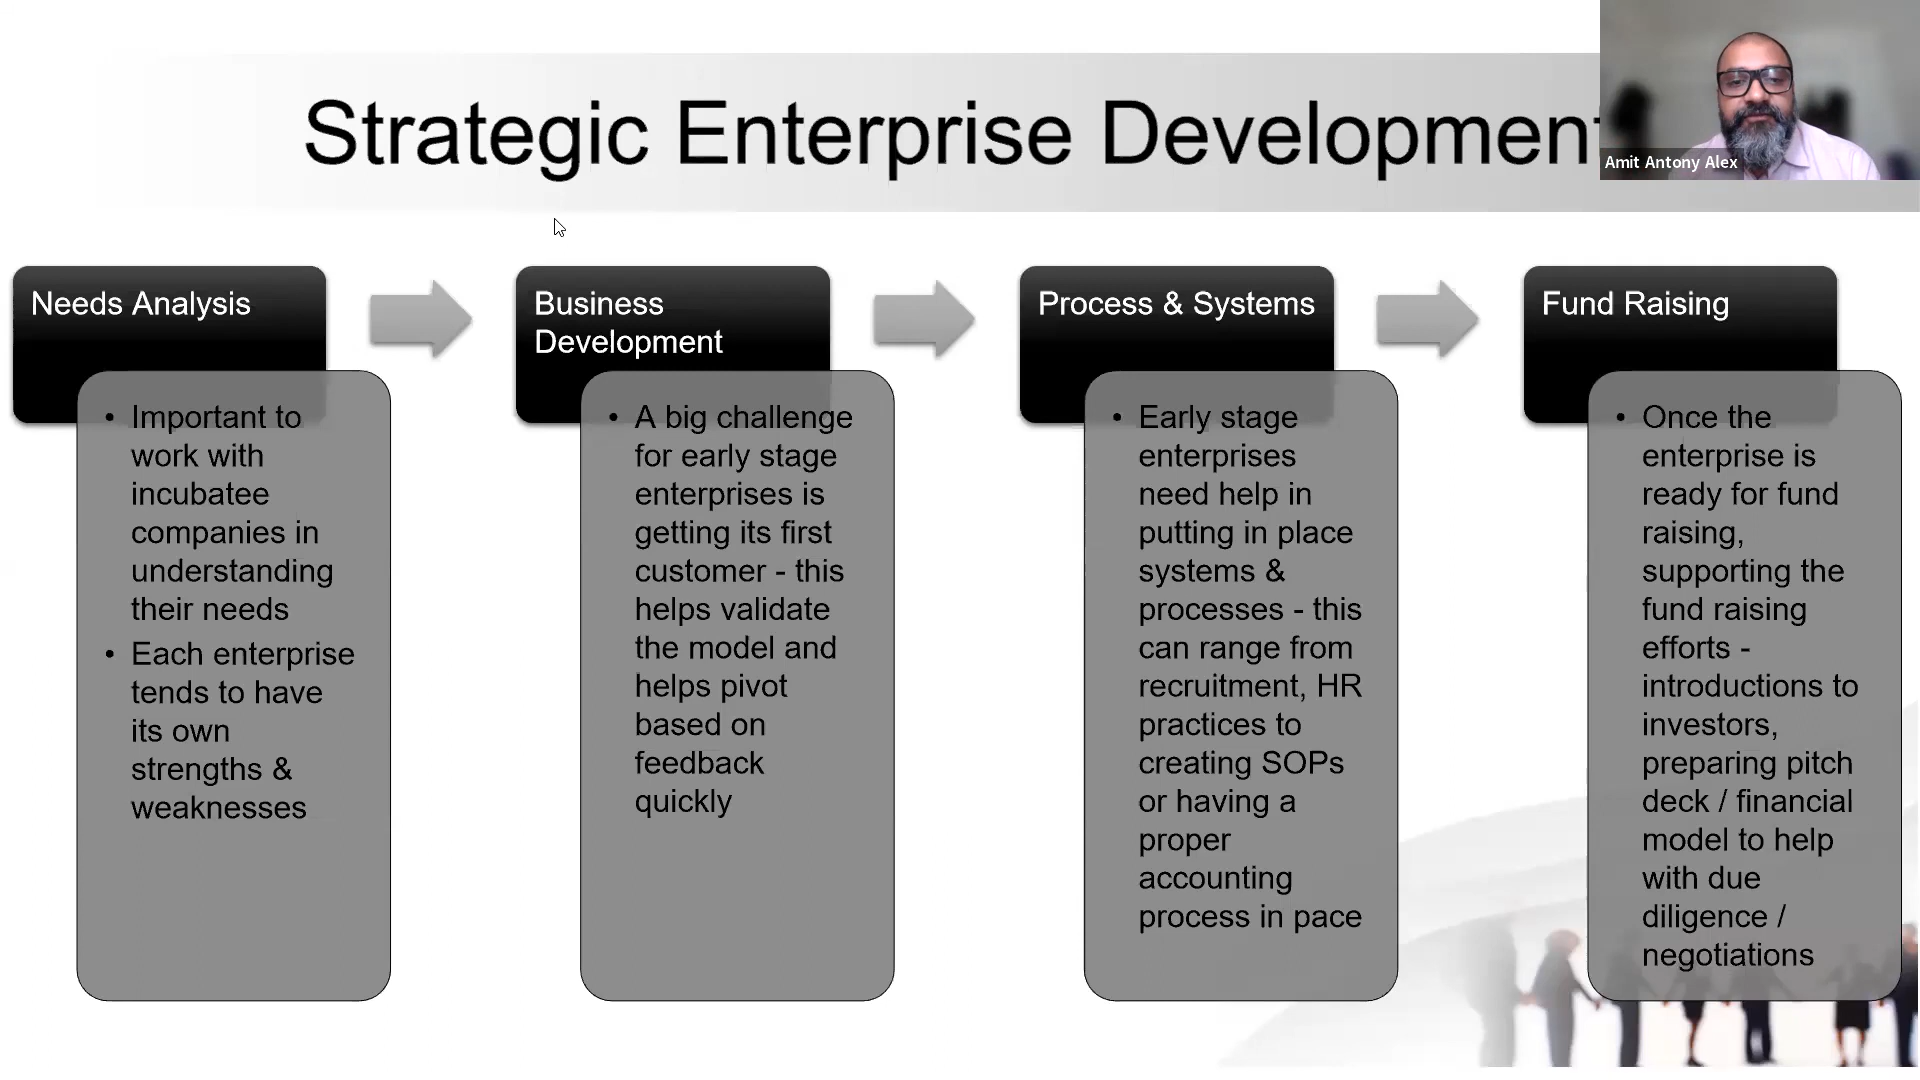 Strategic Enterprise Development
Amit Antony Alex
Needs Analysis
• Important to
work with
incubatee
companies in
understanding
their needs
• Each enterprise
tends to have
its own
strengths &
weaknesses
Business
Development
• A big challenge
for early stage
enterprises is
getting its first
customer - this
helps validate
the model and
helps pivot
based on
feedback
quickly
Process & Systems
• Early stage
enterprises
need help in
putting in place
systems &
processes - this
can range from
recruitment, HR
practices to
creating SOPs
or having a
proper
accounting
process in pace
Fund Raising
• Once the
enterprise is
ready for fund
raising,
supporting the
fund raising
efforts -
introductions to
investors,
preparing pitch
deck / financial
model to help
with due
diligence /
negotiations